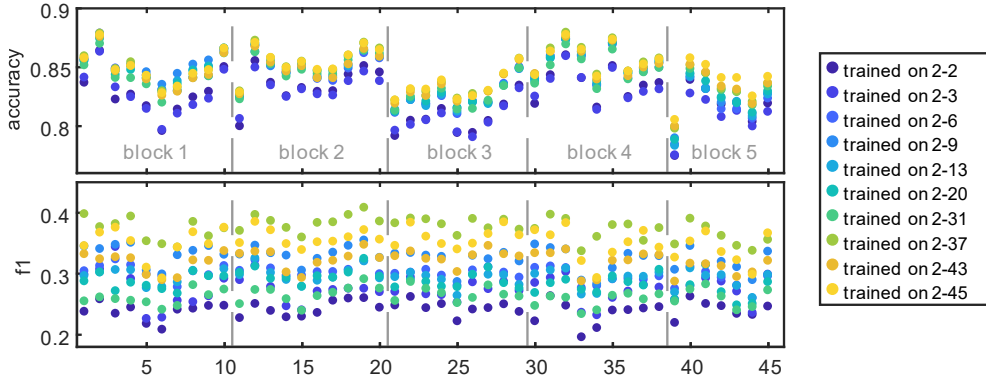 0.9
0.85
0.8
accuracy
block 1
block 2
block 3
block 4
block 5
0.4
0.3
0.2
f1
5
10
15
20
25
30
35
40
45
trained on 2-2
trained on 2-3
trained on 2-6
trained on 2-9
trained on 2-13
trained on 2-20
trained on 2-31
trained on 2-37
trained on 2-43
trained on 2-45